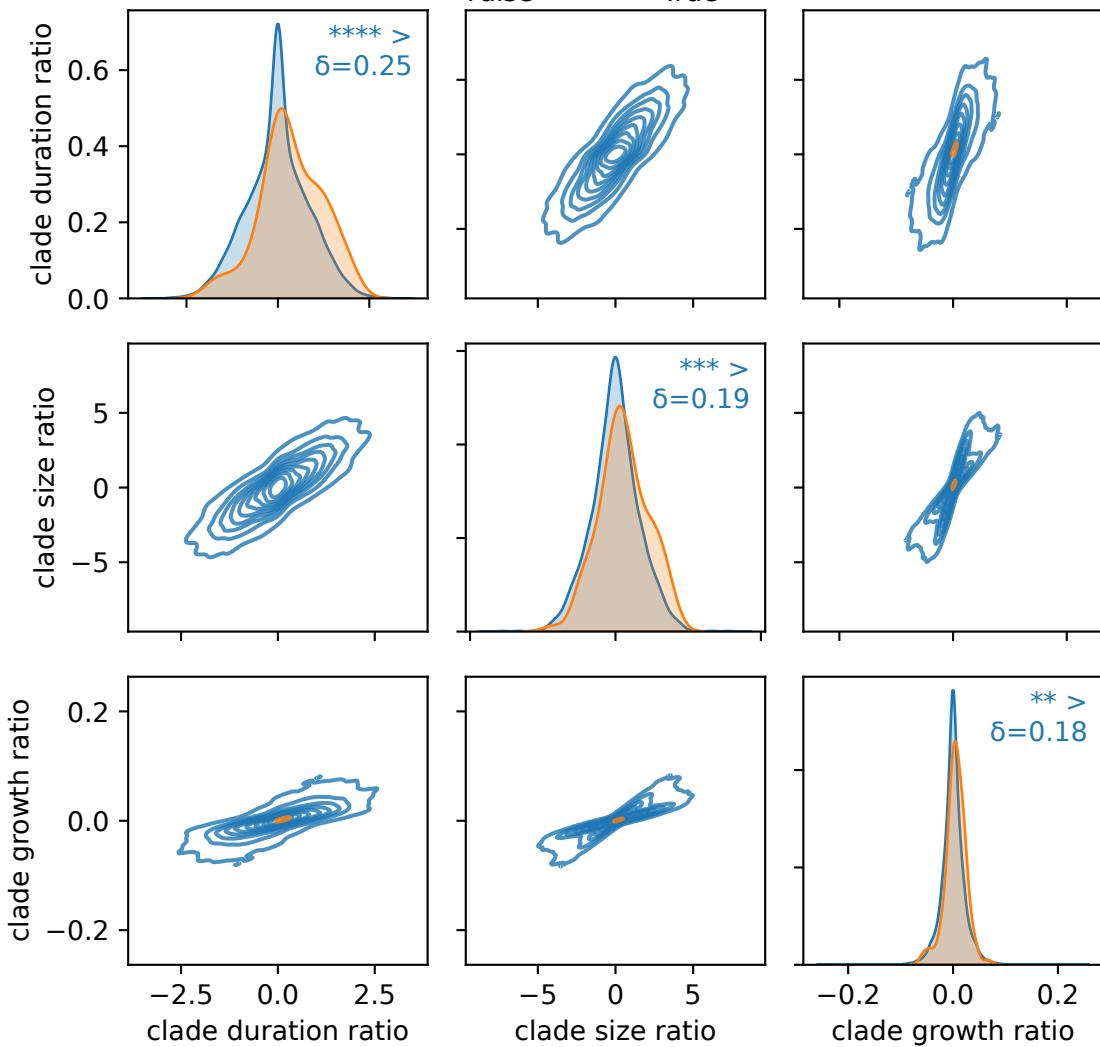 clade duration ratio
0.6
0.4
0.2
0.0
**** >
δ=0.25
clade size ratio
5
0
−5
*** >
δ=0.19
clade growth ratio
0.2
0.0
−0.2
** >
δ=0.18
−2.5 0.0 2.5
−5 0 5
−0.2 0.0 0.2
clade duration ratio
clade size ratio
clade growth ratio